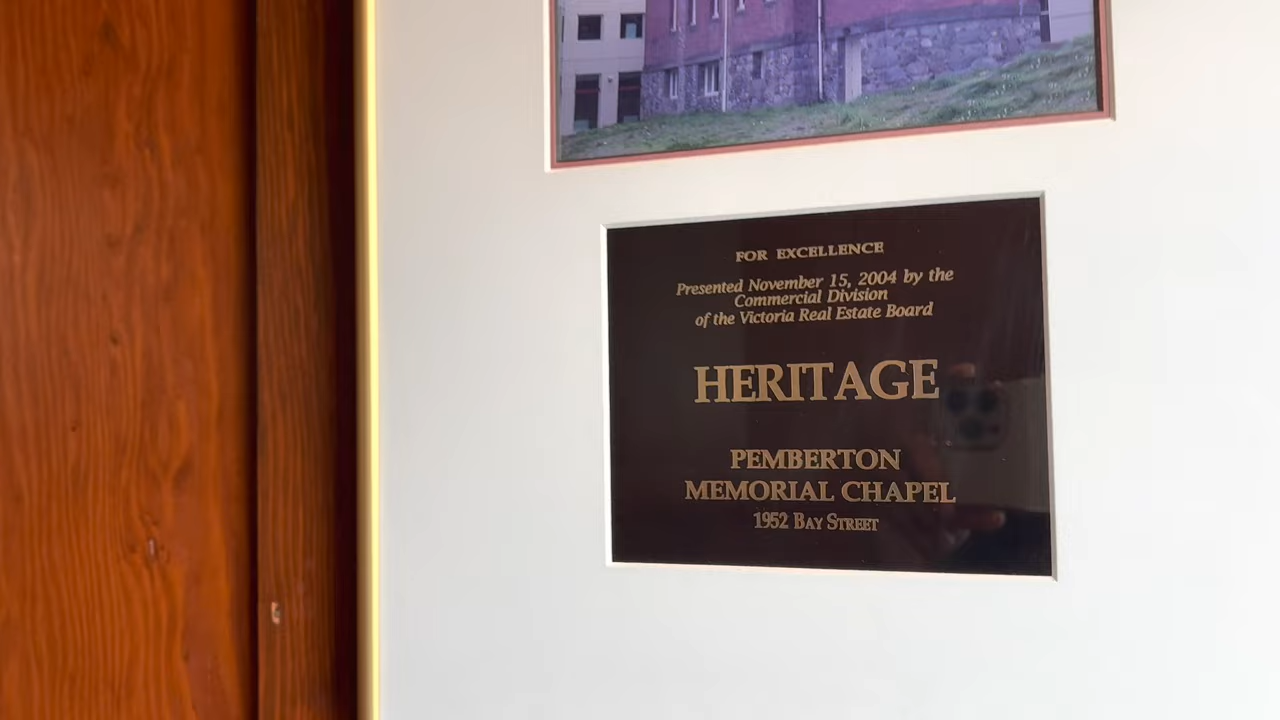 FOR EXCELLENCE
Presented November 15, 2004 by the
Commercial Division
of the Victoria Real Estate Board
HERITAGE
PEMBERTON
MEMORIAL CHAPEL
1952 BAY STREET